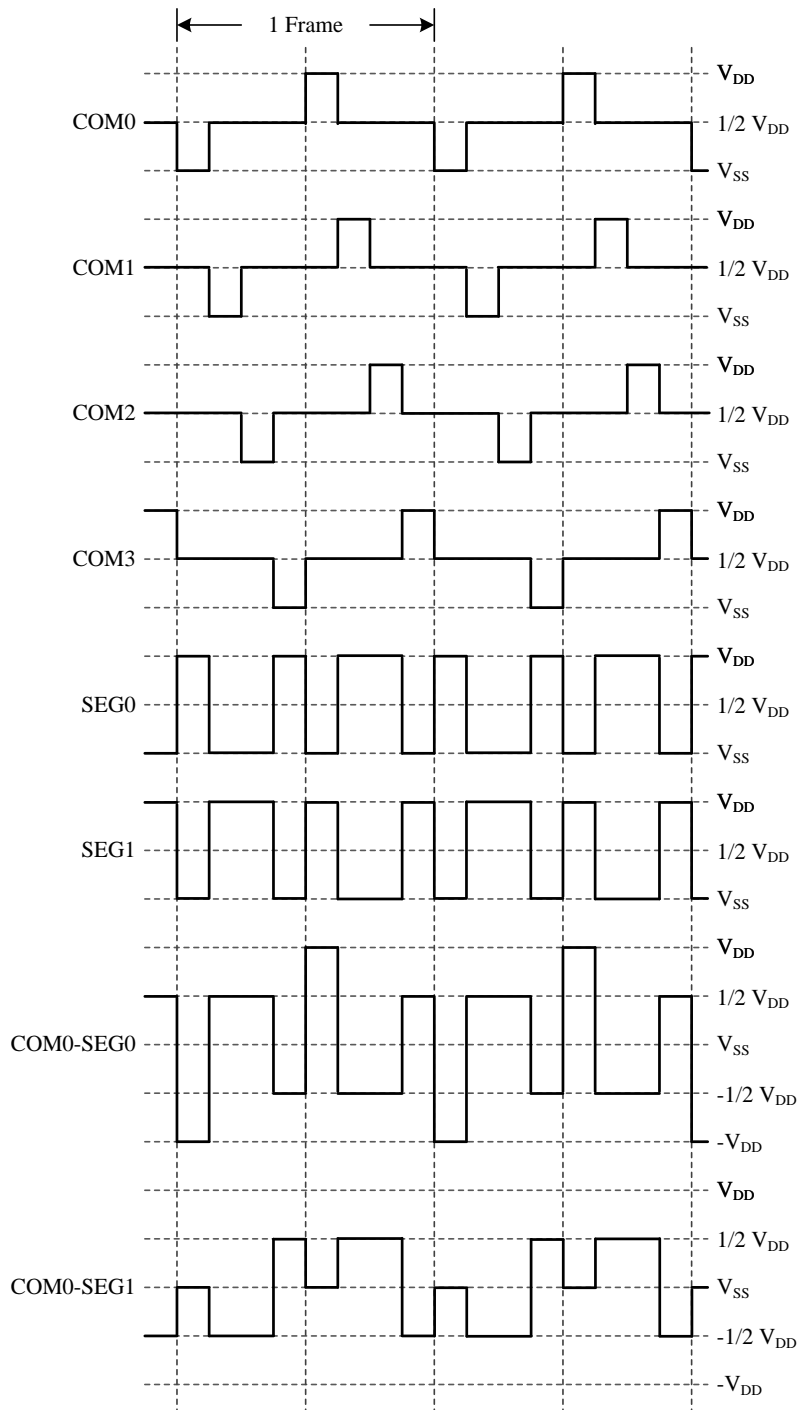 1 Frame
V_DD
COM0
1/2 V_DD
V_SS
V_DD
COM1
1/2 V_DD
V_SS
V_DD
COM2
1/2 V_DD
V_SS
V_DD
COM3
1/2 V_DD
V_SS
V_DD
SEG0
1/2 V_DD
V_SS
V_DD
SEG1
1/2 V_DD
V_SS
V_DD
1/2 V_DD
COM0-SEG0
V_SS
-1/2 V_DD
-V_DD
V_DD
1/2 V_DD
COM0-SEG1
V_SS
-1/2 V_DD
-V_DD